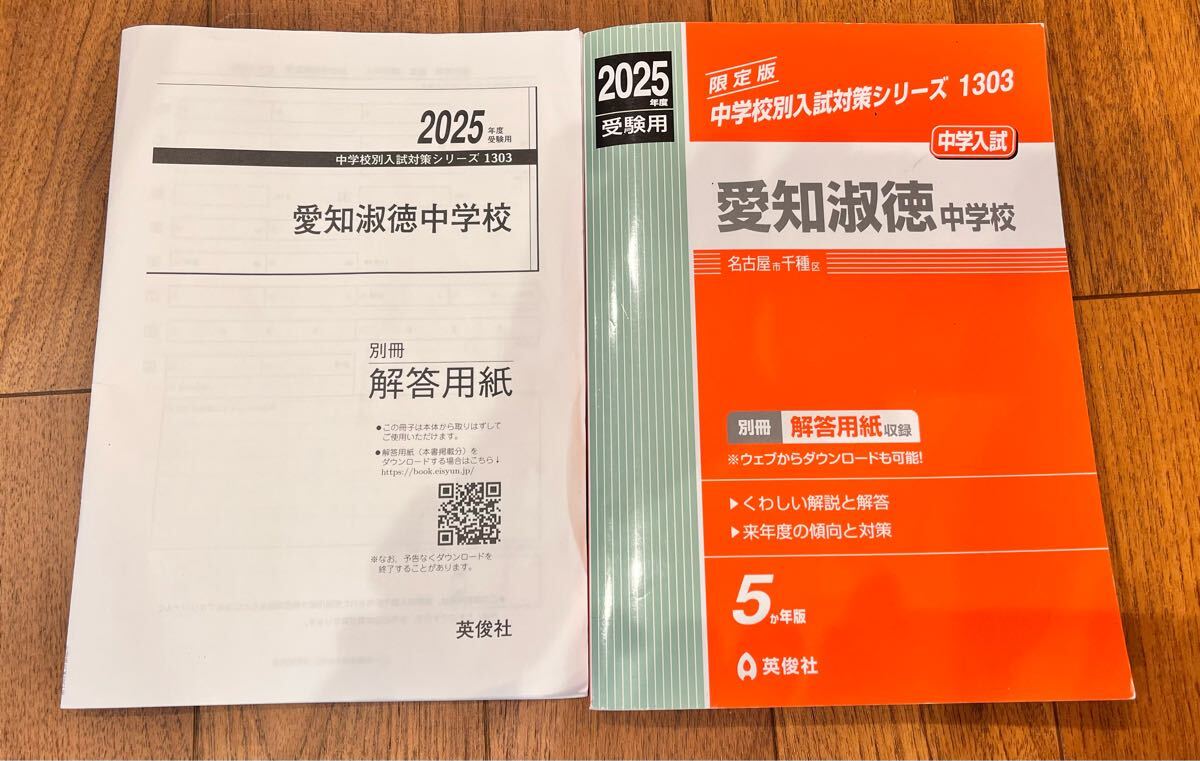 2025 年度受験用
中学校別入試対策シリーズ 1303
愛知淑徳中学校
別冊
解答用紙
●この冊子は本体から取りはずして
ご使用いただけます。
●解答用紙（本書掲載分）を
ダウンロードする場合はこちら↓
https://book.eisyun.jp/
※なお、予告なくダウンロードを
終了することがあります。
英俊社
2025
年度
受験用
限定版
中学校別入試対策シリーズ 1303
中学入試
愛知淑徳中学校
名古屋市千種区
別冊 解答用紙収録
※ウェブからダウンロードも可能!
▶くわしい解説と解答
▶来年度の傾向と対策
5か年版
英俊社